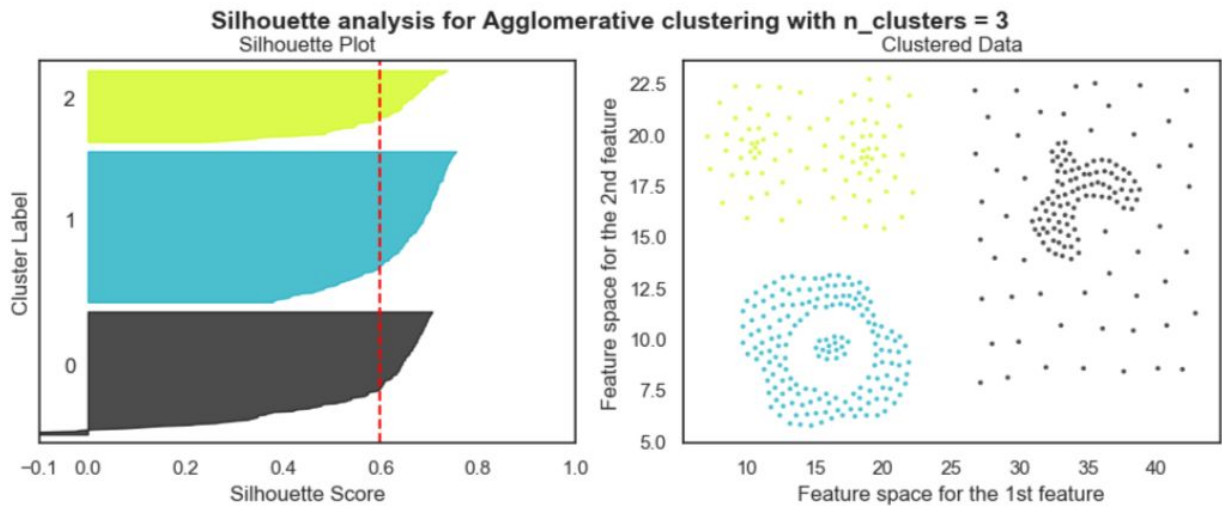 Silhouette analysis for Agglomerative clustering with n_clusters = 3
Silhouette Plot
Cluster Label
2
1
0
−0.1 0.0 0.2 0.4 0.6 0.8 1.0
Silhouette Score
Clustered Data
Feature space for the 2nd feature
22.5
20.0
17.5
15.0
12.5
10.0
7.5
5.0
10 15 20 25 30 35 40
Feature space for the 1st feature